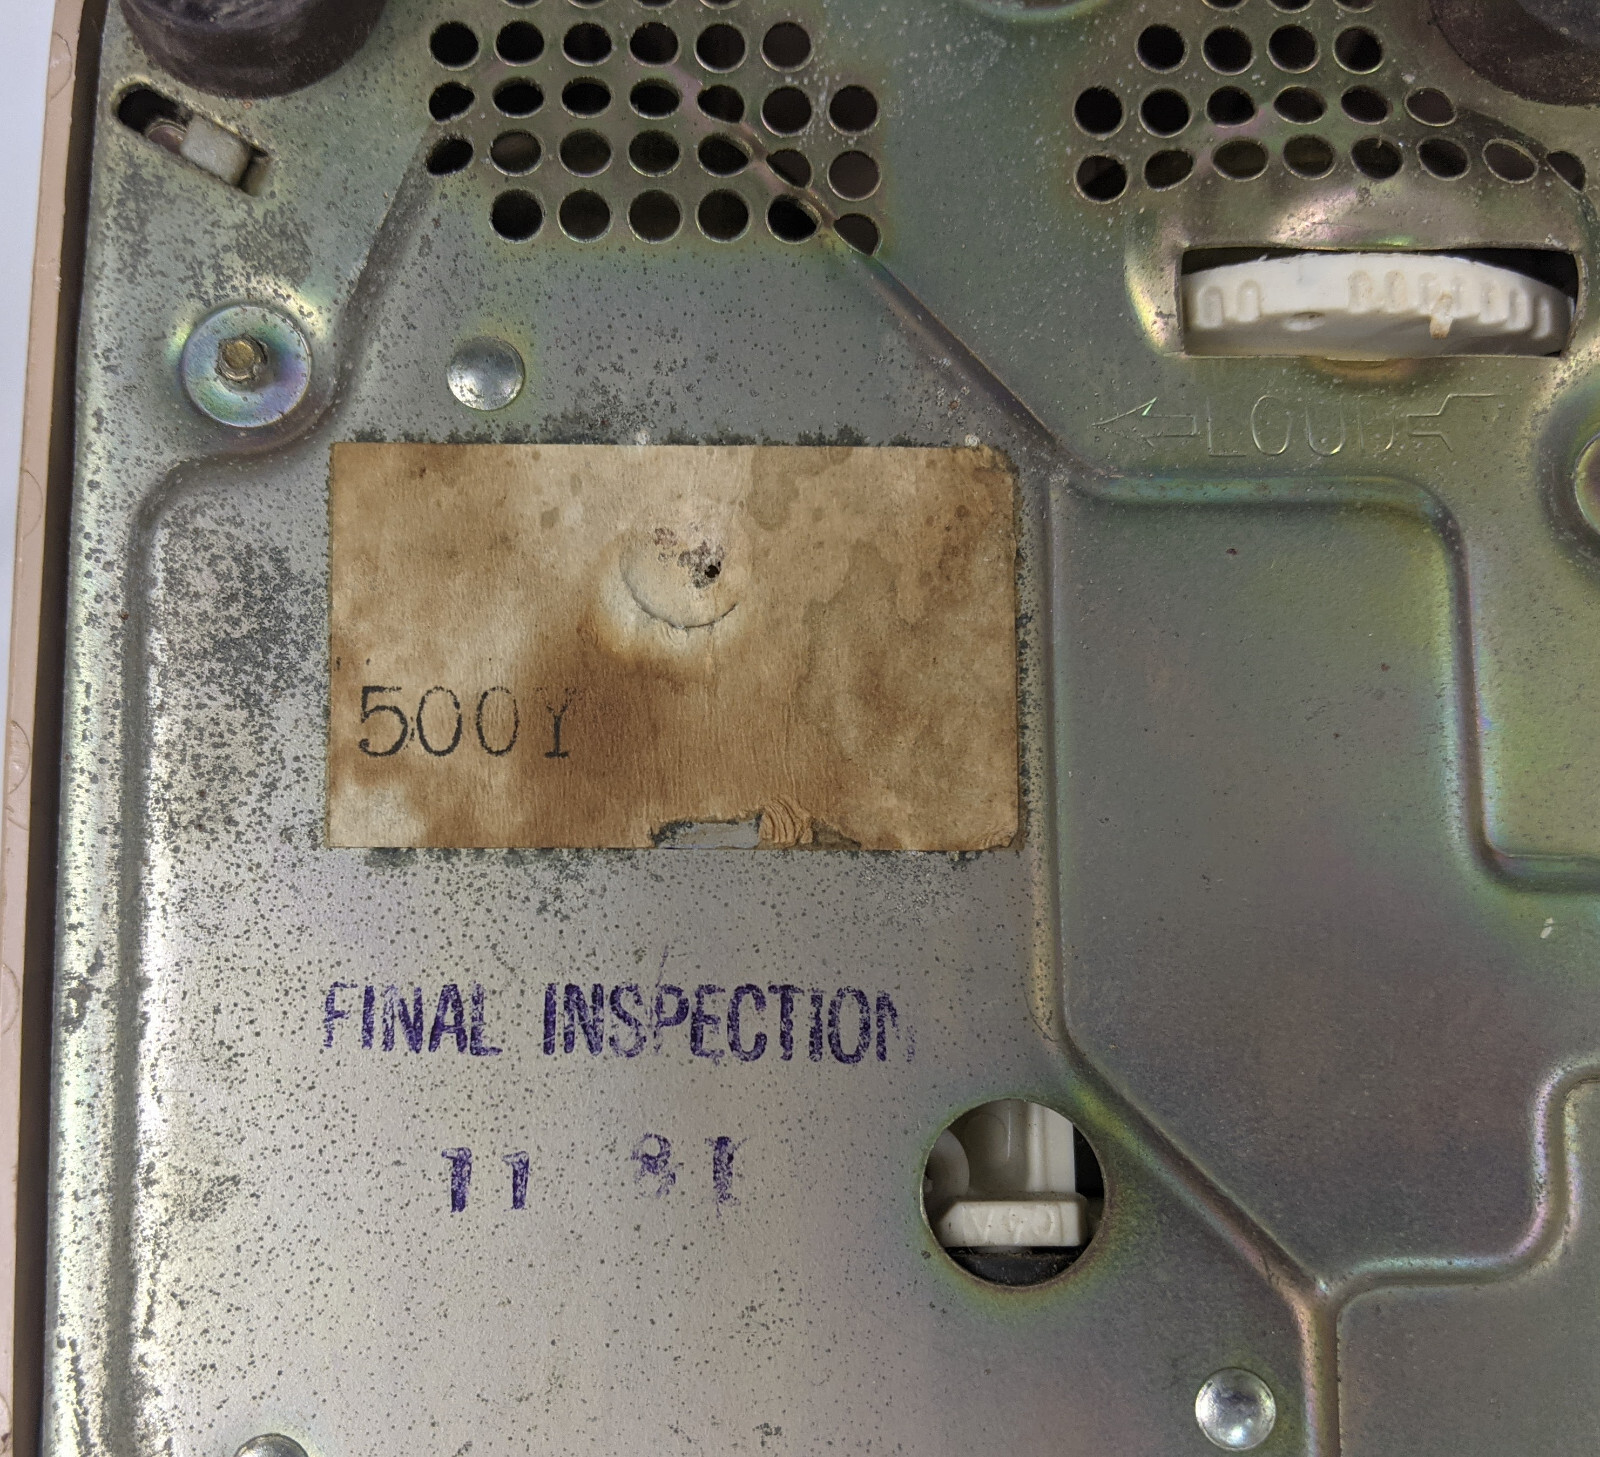 LOUD
500Y
FINAL INSPECTION
11 81